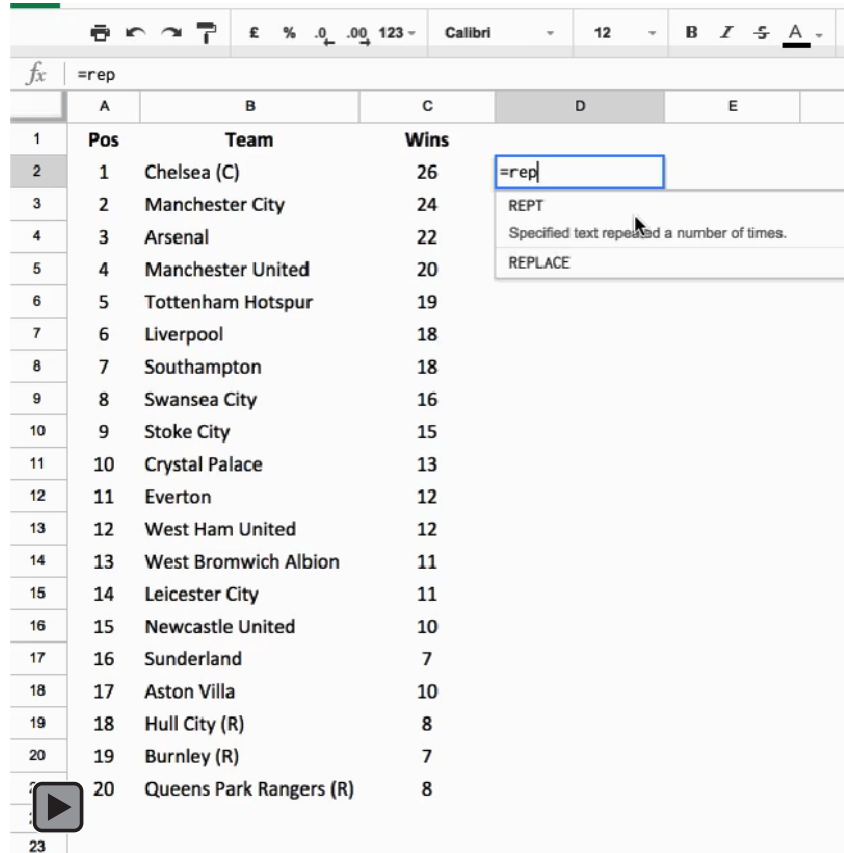 £ % .0 .00 123 Calibri 12 B I S A
fx =rep
A B C D E
1 Pos Team Wins
2 1 Chelsea (C) 26 =rep
3 2 Manchester City 24 REPT
4 3 Arsenal 22 Specified text repeated a number of times.
5 4 Manchester United 20 REPLACE
6 5 Tottenham Hotspur 19
7 6 Liverpool 18
8 7 Southampton 18
9 8 Swansea City 16
10 9 Stoke City 15
11 10 Crystal Palace 13
12 11 Everton 12
13 12 West Ham United 12
14 13 West Bromwich Albion 11
15 14 Leicester City 11
16 15 Newcastle United 10
17 16 Sunderland 7
18 17 Aston Villa 10
19 18 Hull City (R) 8
20 19 Burnley (R) 7
20 Queens Park Rangers (R) 8
23